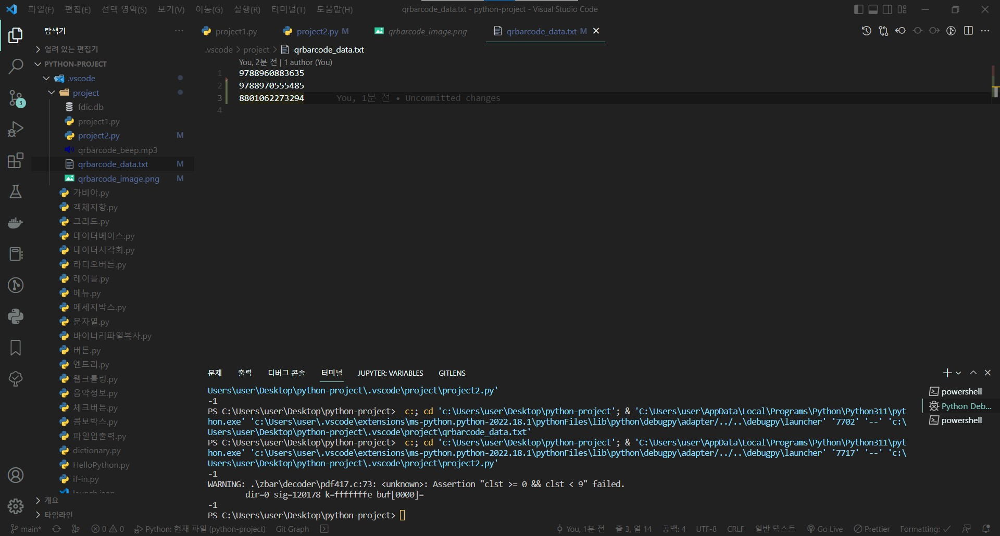 파일(F) 편집(E) 선택 영역(S) 보기(V) 이동(G) 실행(R) 터미널(T) 도움말(H)
qrbarcode_data.txt - python-project - Visual Studio Code
탐색기
열려 있는 편집기
PYTHON-PROJECT
.vscode
project
fdic.db
project1.py
project2.py M
qrbarcode_beep.mp3
qrbarcode_data.txt M
qrbarcode_image.png M
가비아.py
객체지향.py
그리드.py
데이터베이스.py
데이터시각화.py
라디오버튼.py
레이블.py
메뉴.py
메세지박스.py
문자열.py
바이너리파일복사.py
버튼.py
엔트리.py
웹크롤링.py
음악정보.py
체크버튼.py
콤보박스.py
파일입출력.py
dictionary.py
HelloPython.py
if-in.py
launch.json
개요
타임라인
3
project1.py
project2.py M
qrbarcode_image.png
qrbarcode_data.txt M
.vscode > project > qrbarcode_data.txt
You, 2분 전 | 1 author (You)
1 9788960883635
2 9788970555485
3 8801062273294 You, 1분 전 • Uncommitted changes
4
문제 출력 디버그 콘솔 터미널 JUPYTER: VARIABLES GITLENS
Users\user\Desktop\python-project\.vscode\project\project2.py'
-1
PS C:\Users\user\Desktop\python-project> c:; cd 'c:\Users\user\Desktop\python-project'; & 'C:\Users\user\AppData\Local\Programs\Python\Python311\pyt
hon.exe' 'c:\Users\user\.vscode\extensions\ms-python.python-2022.18.1\pythonFiles\lib\python\debugpy\adapter/../..\debugpy\launcher' '7702' '--' 'c:\
Users\user\Desktop\python-project\.vscode\project\qrbarcode_data.txt'
PS C:\Users\user\Desktop\python-project> c:; cd 'c:\Users\user\Desktop\python-project'; & 'C:\Users\user\AppData\Local\Programs\Python\Python311\pyt
hon.exe' 'c:\Users\user\.vscode\extensions\ms-python.python-2022.18.1\pythonFiles\lib\python\debugpy\adapter/../..\debugpy\launcher' '7717' '--' 'c:\
Users\user\Desktop\python-project\.vscode\project\project2.py'
-1
WARNING: .\zbar\decoder\pdf417.c:73: <unknown>: Assertion "clst >= 0 && clst < 9" failed.
dir=0 sig=120178 k=fffffffe buf[0000]=
-1
PS C:\Users\user\Desktop\python-project>
powershell
Python Deb...
powershell
main* 0 0 Python: 현재 파일 (python-project) Git Graph
You, 1분 전 줄 3, 열 14 공백: 4 UTF-8 CRLF 일반 텍스트 Go Live Prettier Formatting: ✓